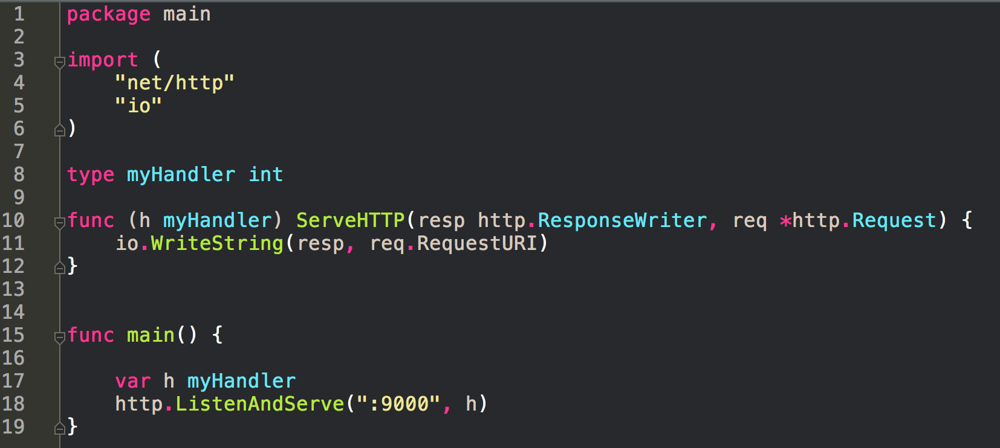 1 package main
2
3 import (
4     "net/http"
5     "io"
6 )
7
8 type myHandler int
9
10 func (h myHandler) ServeHTTP(resp http.ResponseWriter, req *http.Request) {
11     io.WriteString(resp, req.RequestURI)
12 }
13
14
15 func main() {
16
17     var h myHandler
18     http.ListenAndServe(":9000", h)
19 }